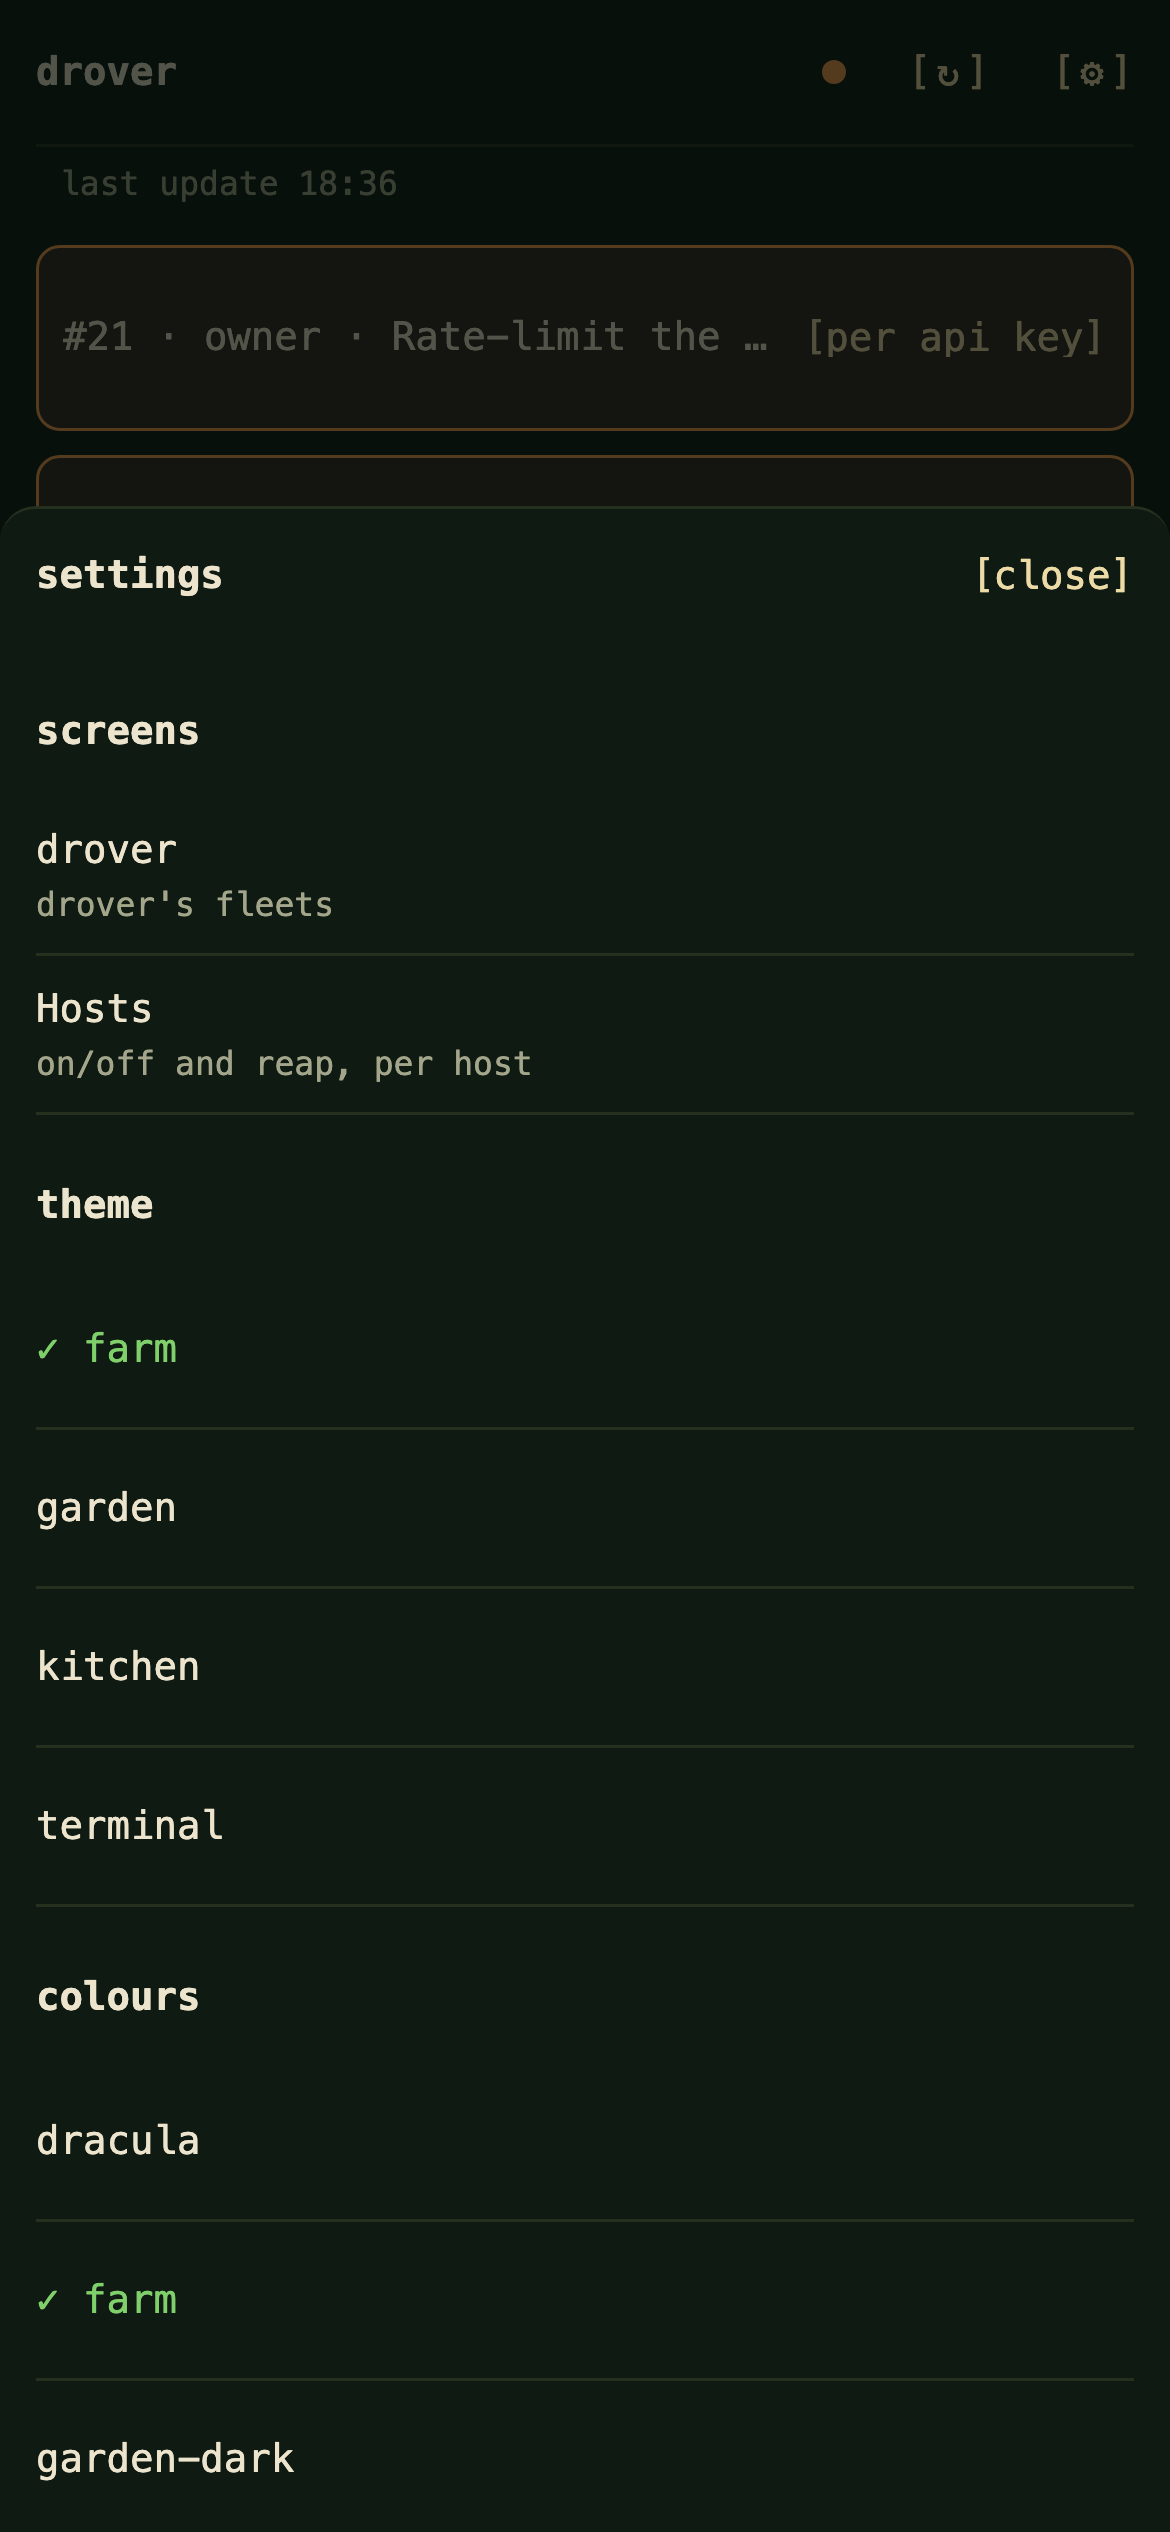 drover [↻] [⚙]
last update 18:36
#21 · owner · Rate-limit the … [per api key]
settings [close]
screens
drover
drover's fleets
Hosts
on/off and reap, per host
theme
✓ farm
garden
kitchen
terminal
colours
dracula
✓ farm
garden-dark